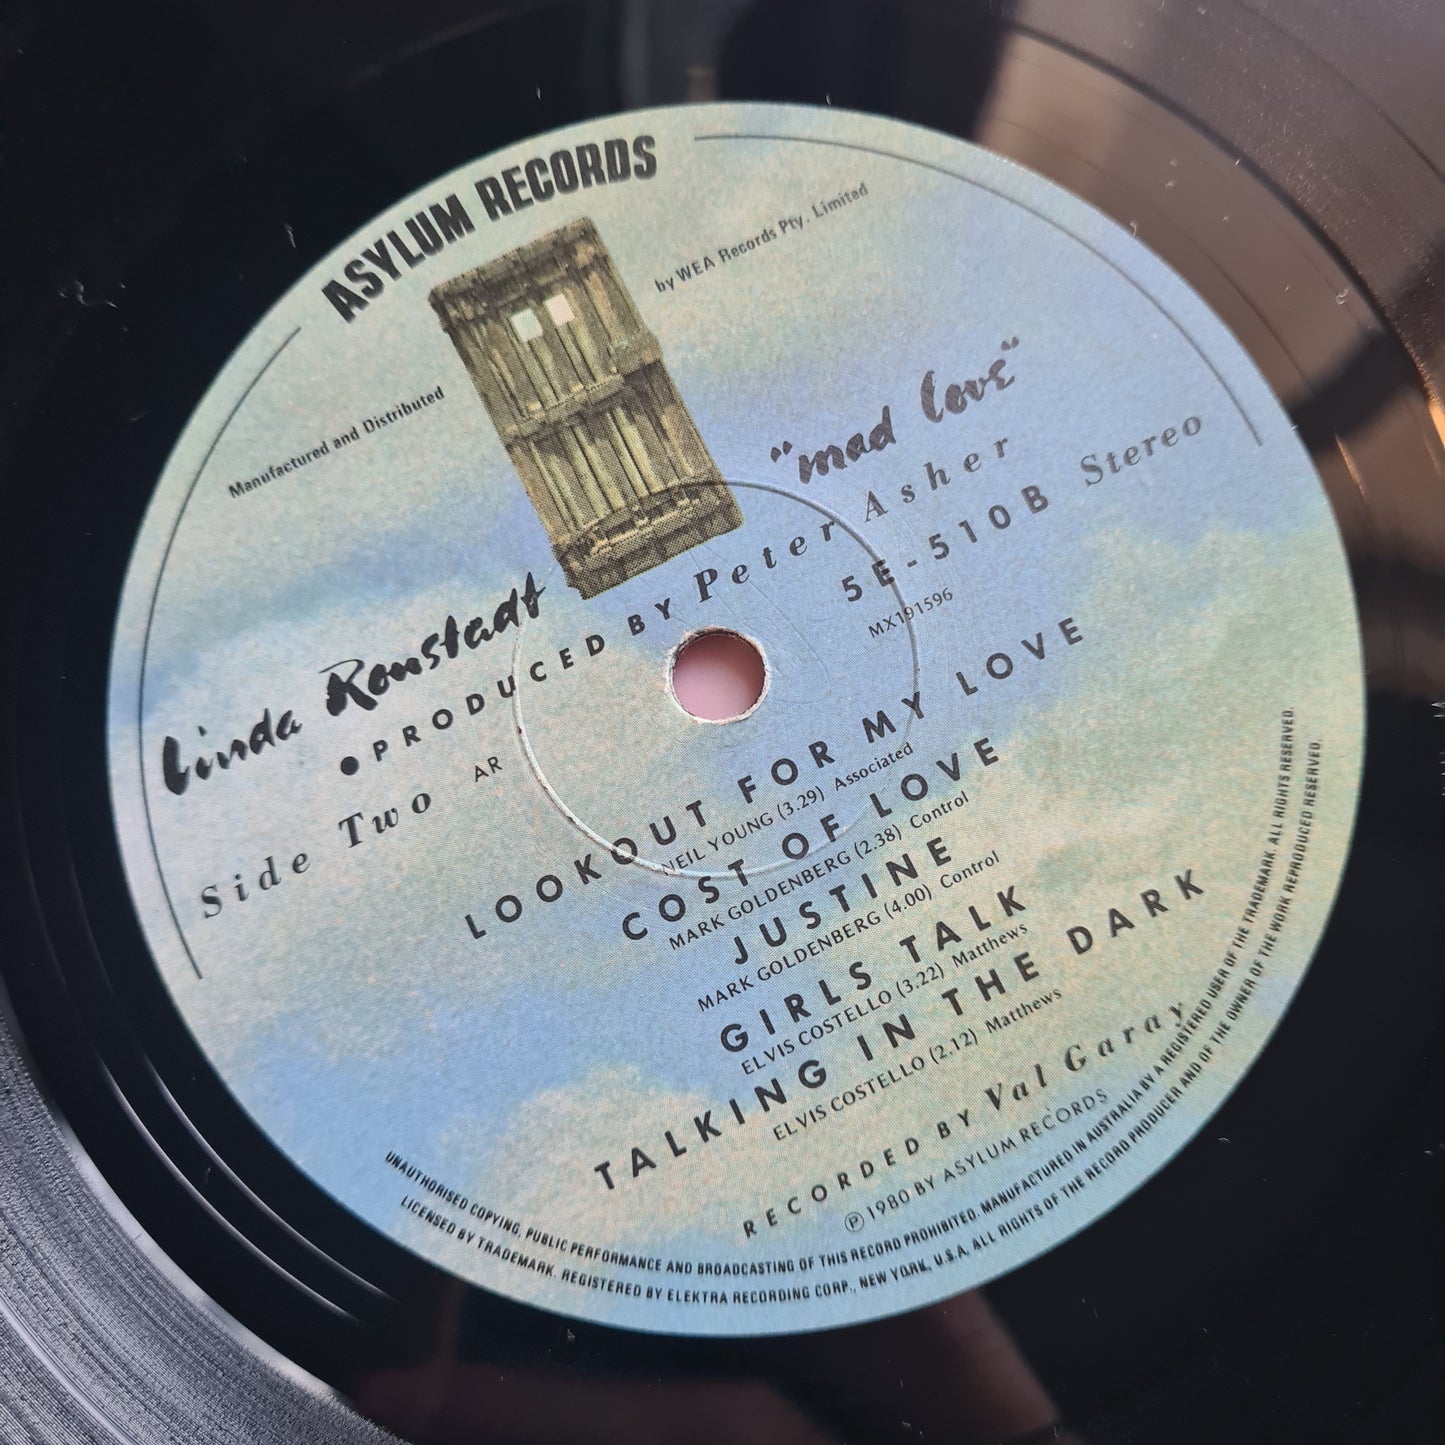 ASYLUM RECORDS
Manufactured and Distributed by WEA Records Pty. Limited
Linda Ronstadt "mad love"
●PRODUCED BY Peter Asher
Side Two AR 5E-510B Stereo
MX191596
LOOKOUT FOR MY LOVE
NEIL YOUNG (3.29) Associated
COST OF LOVE
MARK GOLDENBERG (2.38) Control
JUSTINE
MARK GOLDENBERG (4.00) Control
GIRLS TALK
ELVIS COSTELLO (3.22) Matthews
TALKING IN THE DARK
ELVIS COSTELLO (2.12) Matthews
RECORDED BY Val Garay
℗ 1980 BY ASYLUM RECORDS
UNAUTHORISED COPYING, PUBLIC PERFORMANCE AND BROADCASTING OF THIS RECORD PROHIBITED. MANUFACTURED IN AUSTRALIA BY A REGISTERED USER OF THE TRADEMARK. ALL RIGHTS RESERVED.
LICENSED BY TRADEMARK. REGISTERED BY ELEKTRA RECORDING CORP., NEW YORK, U.S.A. ALL RIGHTS OF THE RECORD PRODUCER AND OF THE OWNER OF THE WORK REPRODUCED RESERVED.